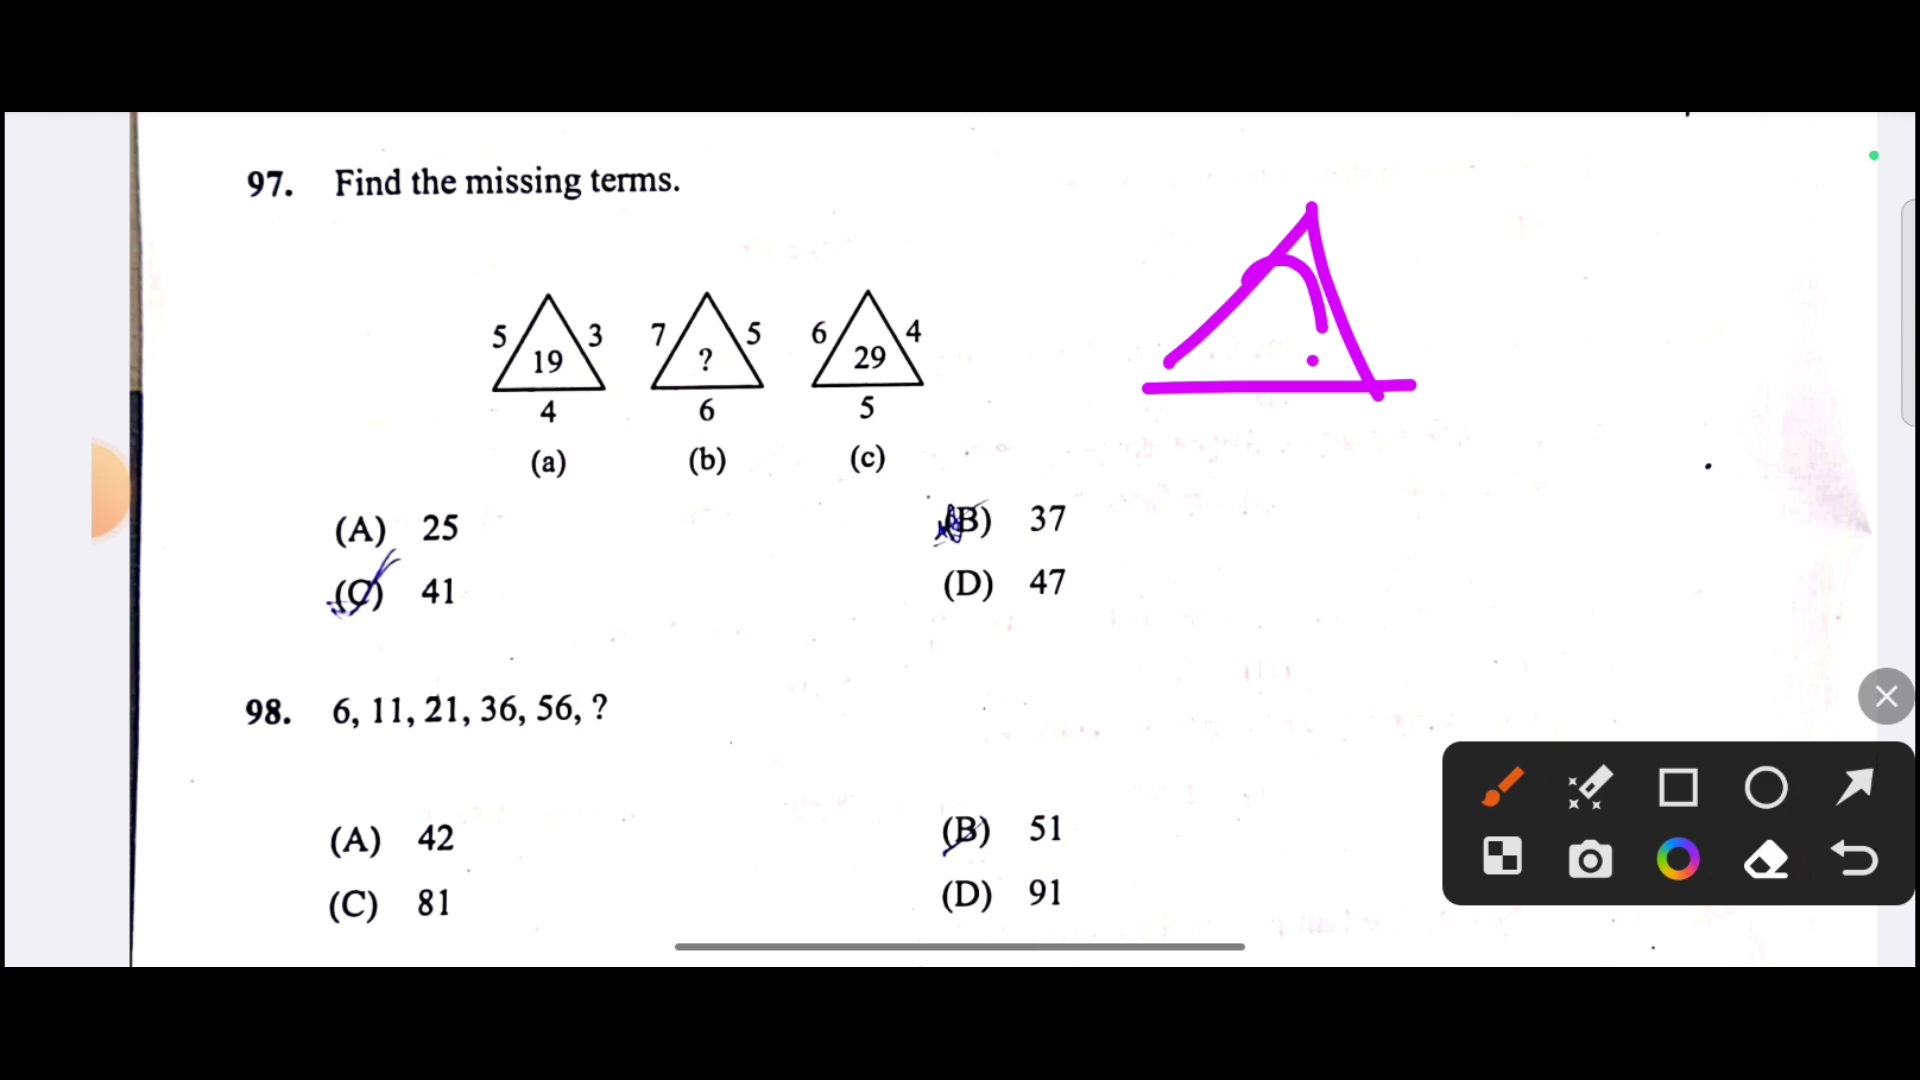 97. Find the missing terms.
5 3 7 5 6 4
19 ? 29
4 6 5
(a) (b) (c)
(A) 25 (B) 37
(C) 41 (D) 47
98. 6, 11, 21, 36, 56, ?
(A) 42 (B) 51
(C) 81 (D) 91